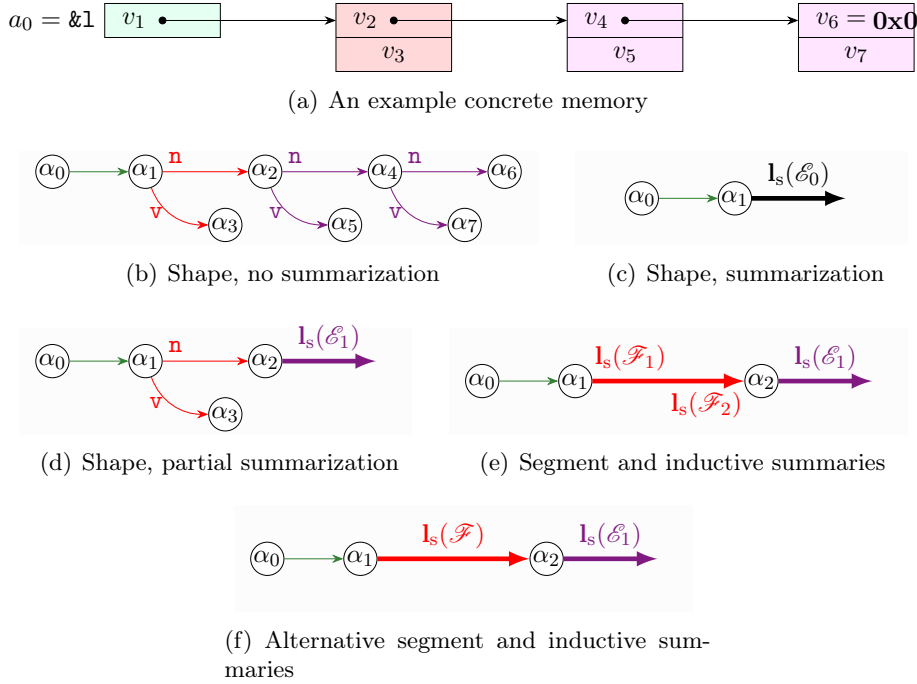 a₀ = &l v₁ v₂ v₄ v₆ = 0x0
v₃ v₅ v₇
(a) An example concrete memory
n n n
α₀ α₁ α₂ α₄ α₆
v v v
α₃ α₅ α₇
(b) Shape, no summarization
lₛ(ℰ₀)
α₀ α₁
(c) Shape, summarization
n lₛ(ℰ₁)
α₀ α₁ α₂
v
α₃
(d) Shape, partial summarization
lₛ(ℱ₁) lₛ(ℰ₁)
α₀ α₁ α₂
lₛ(ℱ₂)
(e) Segment and inductive summaries
lₛ(ℱ) lₛ(ℰ₁)
α₀ α₁ α₂
(f) Alternative segment and inductive sum-
maries